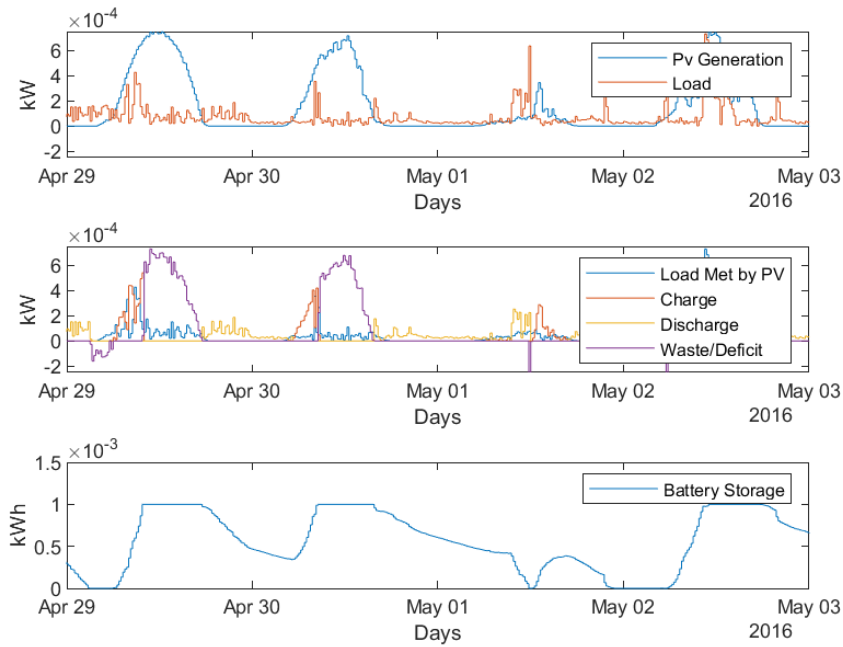 ×10⁻⁴
6
4
2
0
-2
kW
Pv Generation
Load
Apr 29 Apr 30 May 01 May 02 May 03
Days 2016
×10⁻⁴
6
4
2
0
-2
kW
Load Met by PV
Charge
Discharge
Waste/Deficit
Apr 29 Apr 30 May 01 May 02 May 03
Days 2016
×10⁻³
1.5
1
0.5
0
kWh
Battery Storage
Apr 29 Apr 30 May 01 May 02 May 03
Days 2016